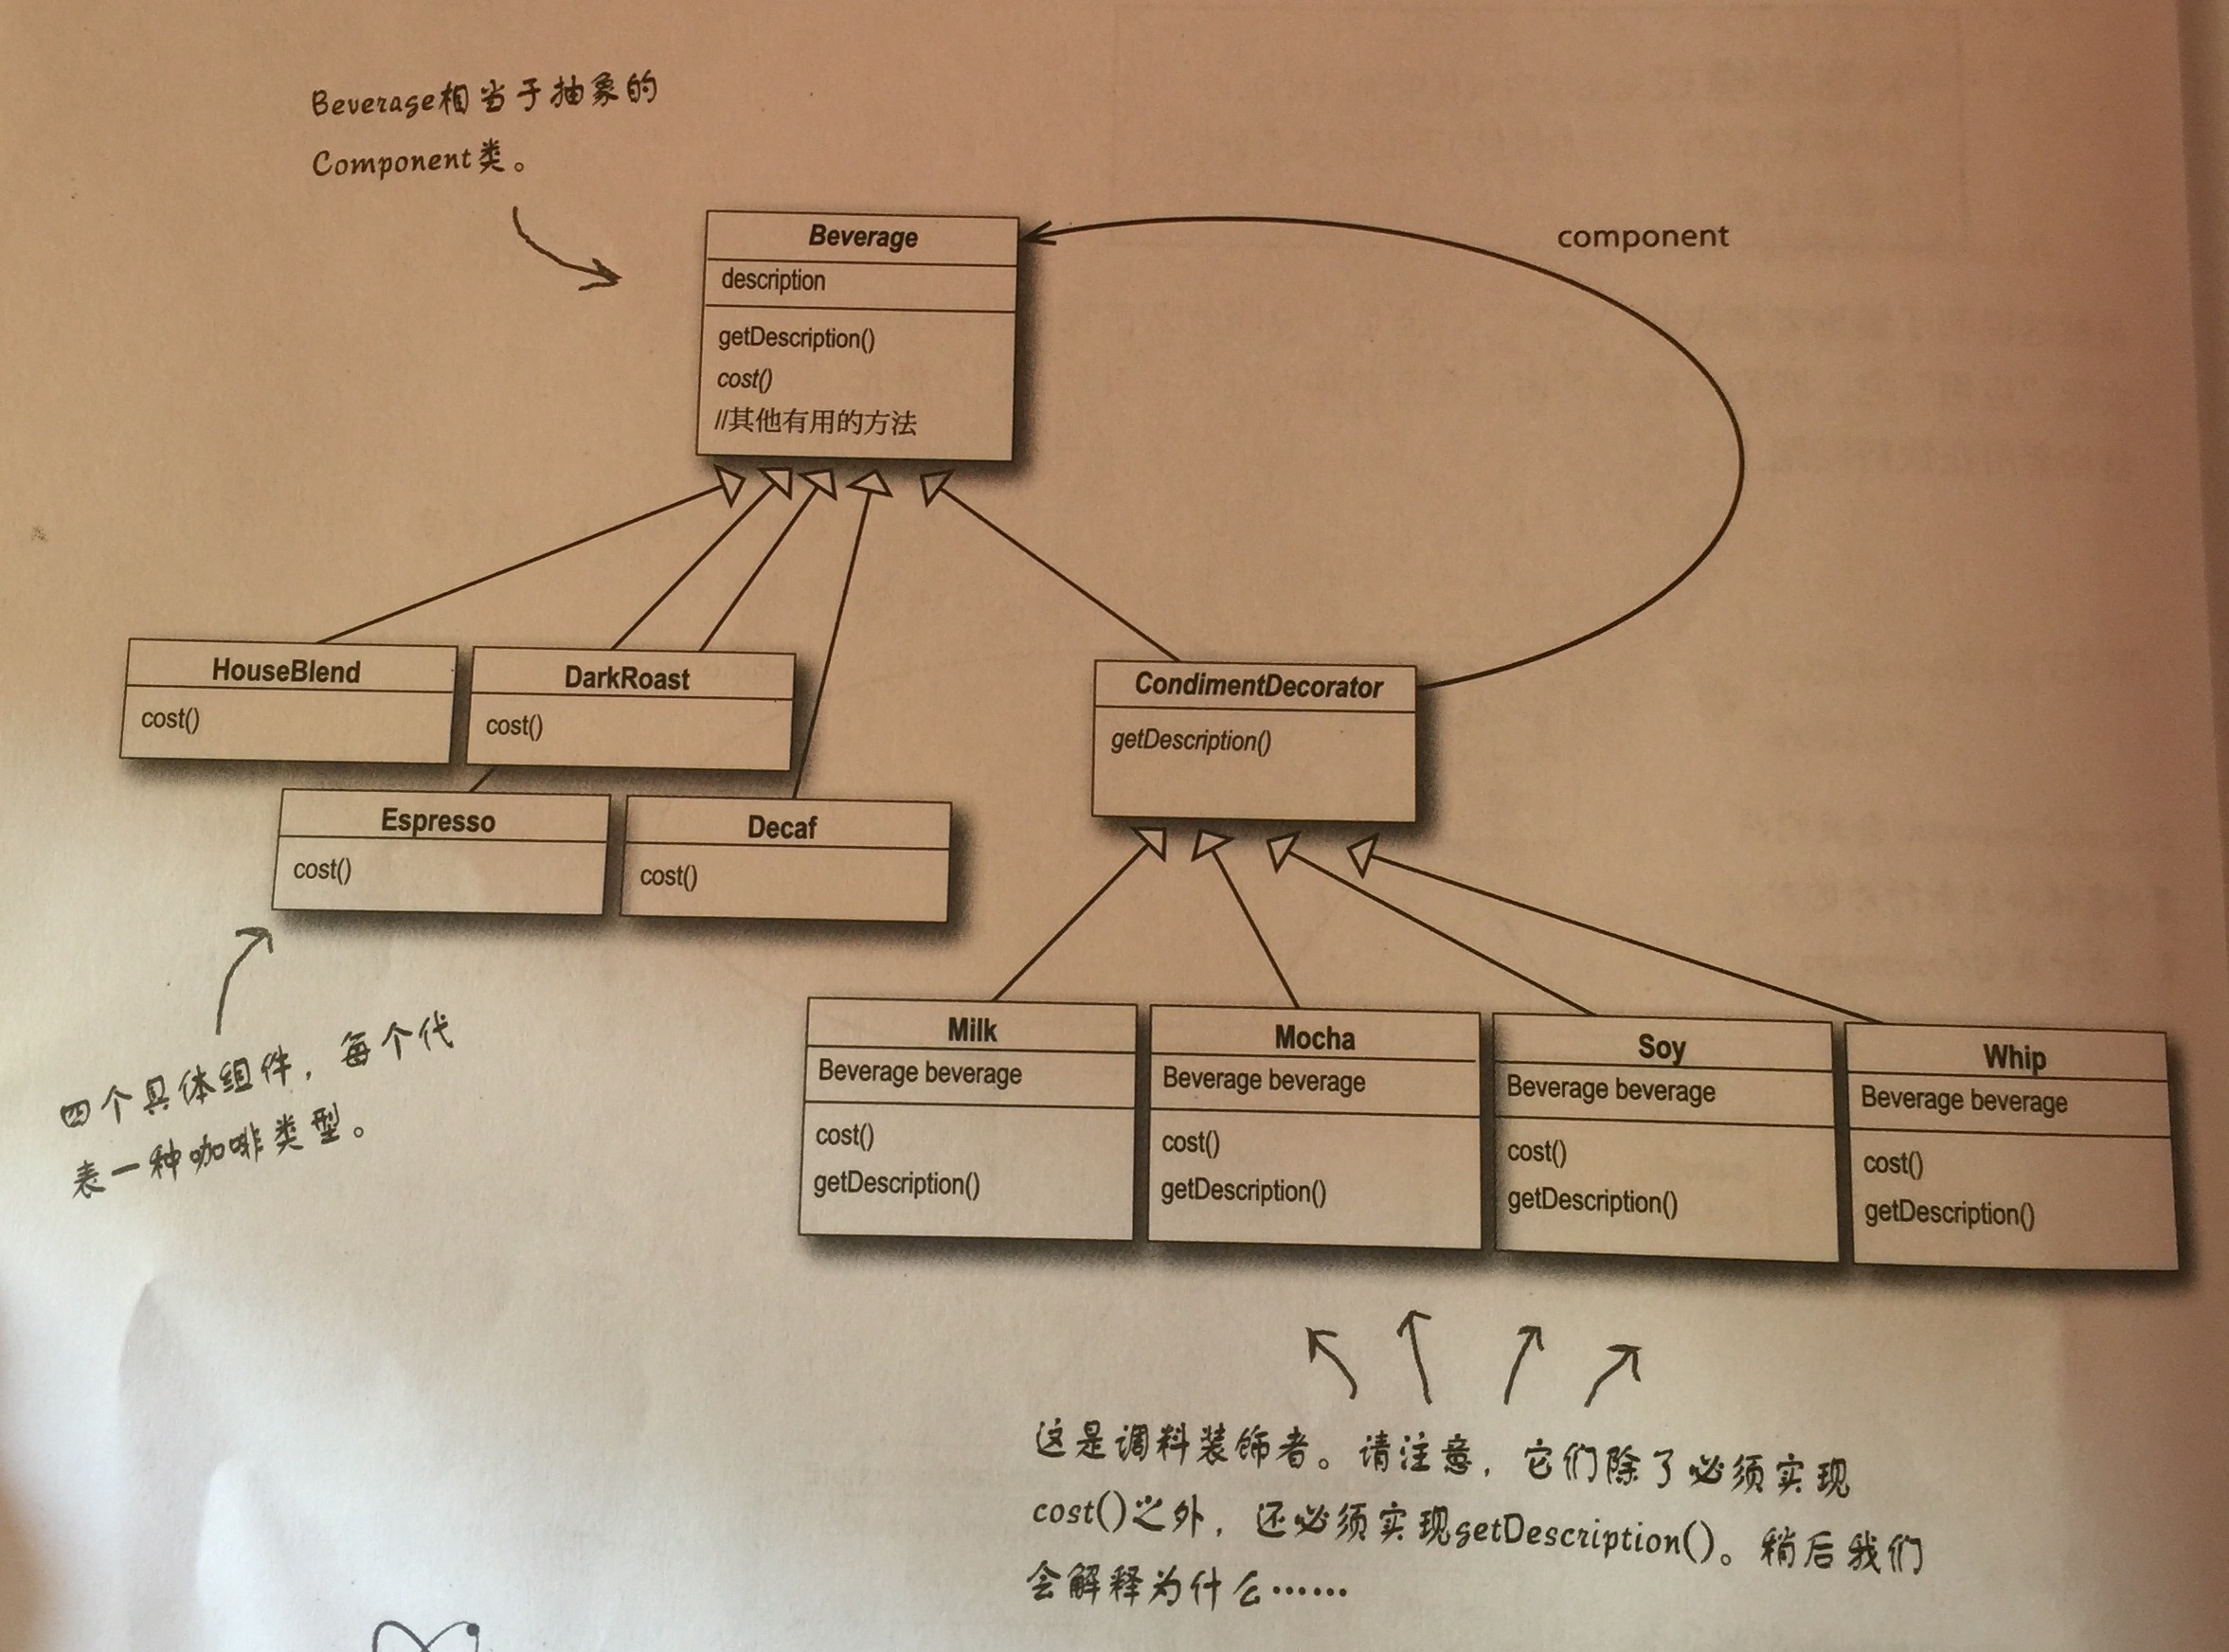 Beverage相当于抽象的
Component类。
component
Beverage
description
getDescription()
cost()
//其他有用的方法
HouseBlend
cost()
DarkRoast
cost()
Espresso
cost()
Decaf
cost()
CondimentDecorator
getDescription()
四个具体组件，每个代
表一种咖啡类型。
Milk
Beverage beverage
cost()
getDescription()
Mocha
Beverage beverage
cost()
getDescription()
Soy
Beverage beverage
cost()
getDescription()
Whip
Beverage beverage
cost()
getDescription()
这是调料装饰者。请注意，它们除了必须实现
cost()之外，还必须实现getDescription()。稍后我们
会解释为什么……